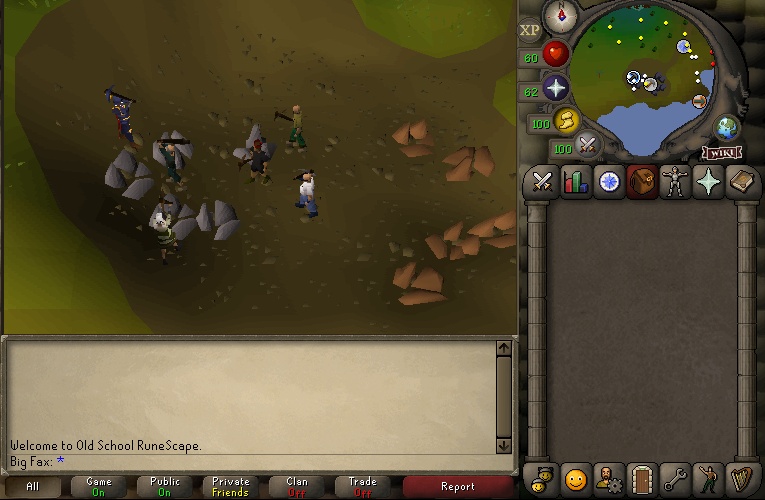 N
XP
60
62
100
100
WIKI
Welcome to Old School RuneScape.
Big Fax: *
All
Game
On
Public
On
Private
Friends
Clan
Off
Trade
Off
Report